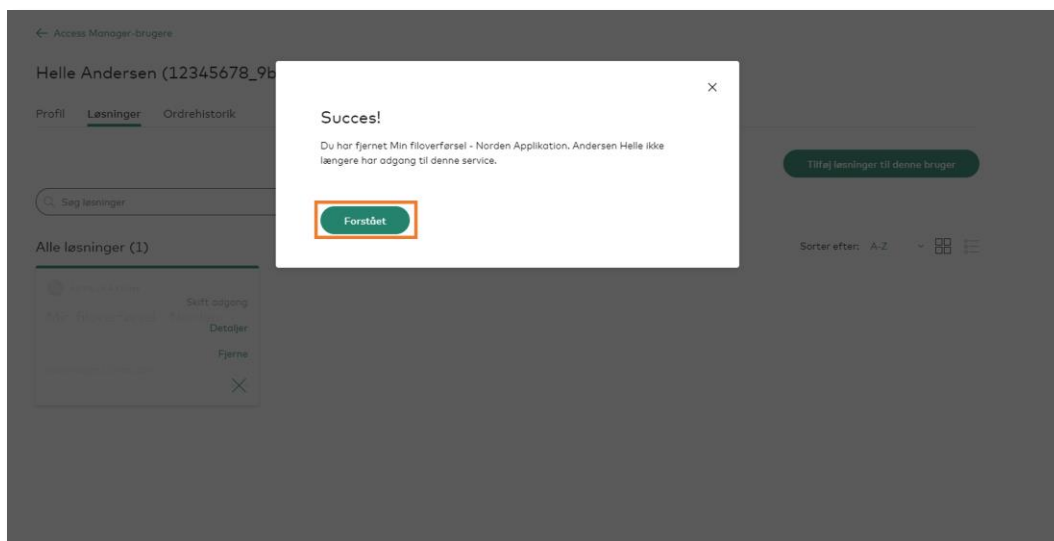 ← Access Manager-brugere
Helle Andersen (12345678_9b
Profil Løsninger Ordrehistorik
Succes!
Du har fjernet Min filoverførsel - Norden Applikation. Andersen Helle ikke
længere har adgang til denne service.
Tilføj løsninger til denne bruger
Søg løsninger
Forstået
Alle løsninger (1)
Sorter efter: A-Z
Skift adgang
Detaljer
Fjerne